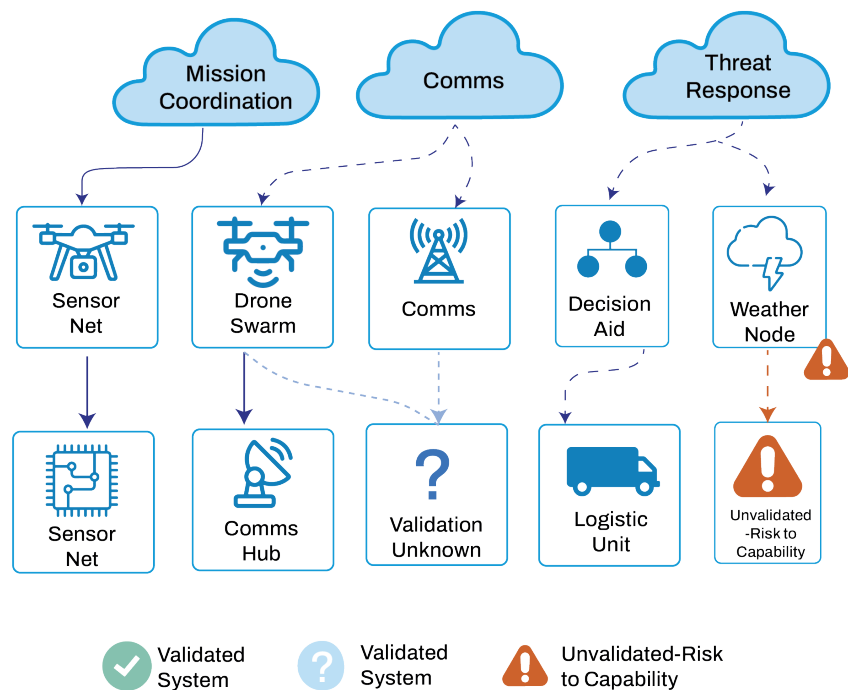 Mission
Coordination
Comms
Threat
Response
Sensor
Net
Drone
Swarm
Comms
Decision
Aid
Weather
Node
Sensor
Net
Comms
Hub
?
Validation
Unknown
Logistic
Unit
Unvalidated
-Risk to
Capability
Validated
System
?
Validated
System
Unvalidated-Risk
to Capability